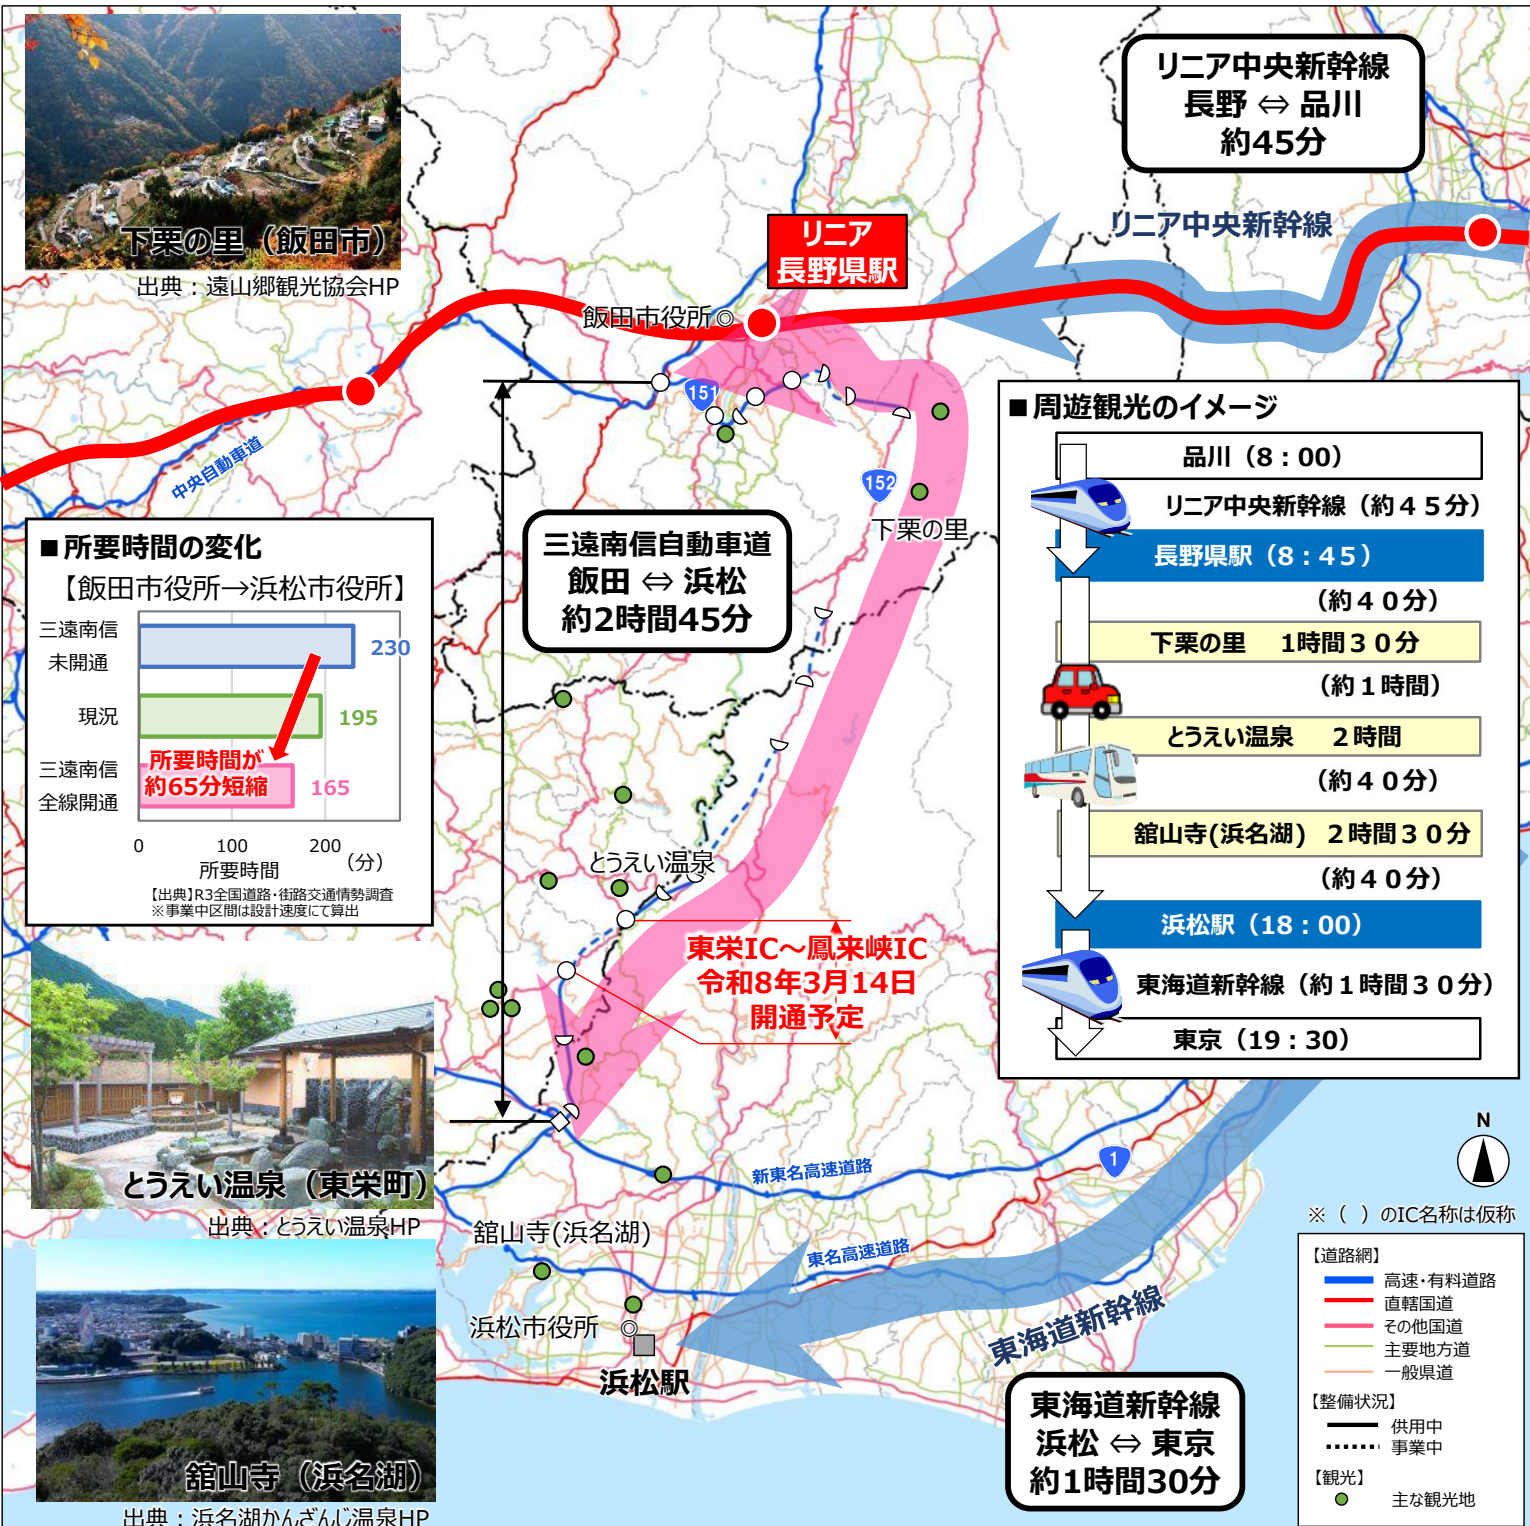 下栗の里（飯田市）
出典：遠山郷観光協会HP
リニア中央新幹線
長野 ⇔ 品川
約45分
リニア中央新幹線
リニア
長野県駅
飯田市役所◎
151
152
中央自動車道
下栗の里
三遠南信自動車道
飯田 ⇔ 浜松
約2時間45分
■所要時間の変化
【飯田市役所→浜松市役所】
三遠南信
未開通
230
現況
195
三遠南信
全線開通
165
所要時間が
約65分短縮
0 100 200 (分)
所要時間
【出典】R3全国道路・街路交通情勢調査
※事業中区間は設計速度にて算出
■周遊観光のイメージ
品川（8：00）
リニア中央新幹線（約４５分）
長野県駅（8：45）
（約４０分）
下栗の里 1時間３０分
（約１時間）
とうえい温泉 ２時間
（約４０分）
舘山寺(浜名湖) ２時間３０分
（約４０分）
浜松駅（18：00）
東海道新幹線（約１時間３０分）
東京（19：30）
とうえい温泉
東栄IC～鳳来峡IC
令和8年3月14日
開通予定
とうえい温泉（東栄町）
出典：とうえい温泉HP
新東名高速道路
1
舘山寺(浜名湖)
東名高速道路
浜松市役所 ◎
浜松駅
東海道新幹線
東海道新幹線
浜松 ⇔ 東京
約1時間30分
舘山寺（浜名湖）
出典：浜名湖かんざんじ温泉HP
N
※（ ）のIC名称は仮称
【道路網】
高速・有料道路
直轄国道
その他国道
主要地方道
一般県道
【整備状況】
供用中
事業中
【観光】
主な観光地